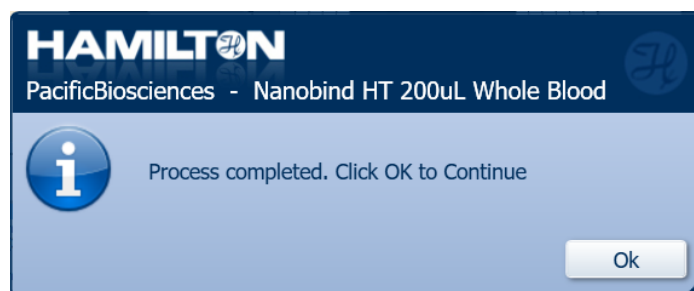 HAMILTON
PacificBiosciences - Nanobind HT 200uL Whole Blood
Process completed. Click OK to Continue
Ok